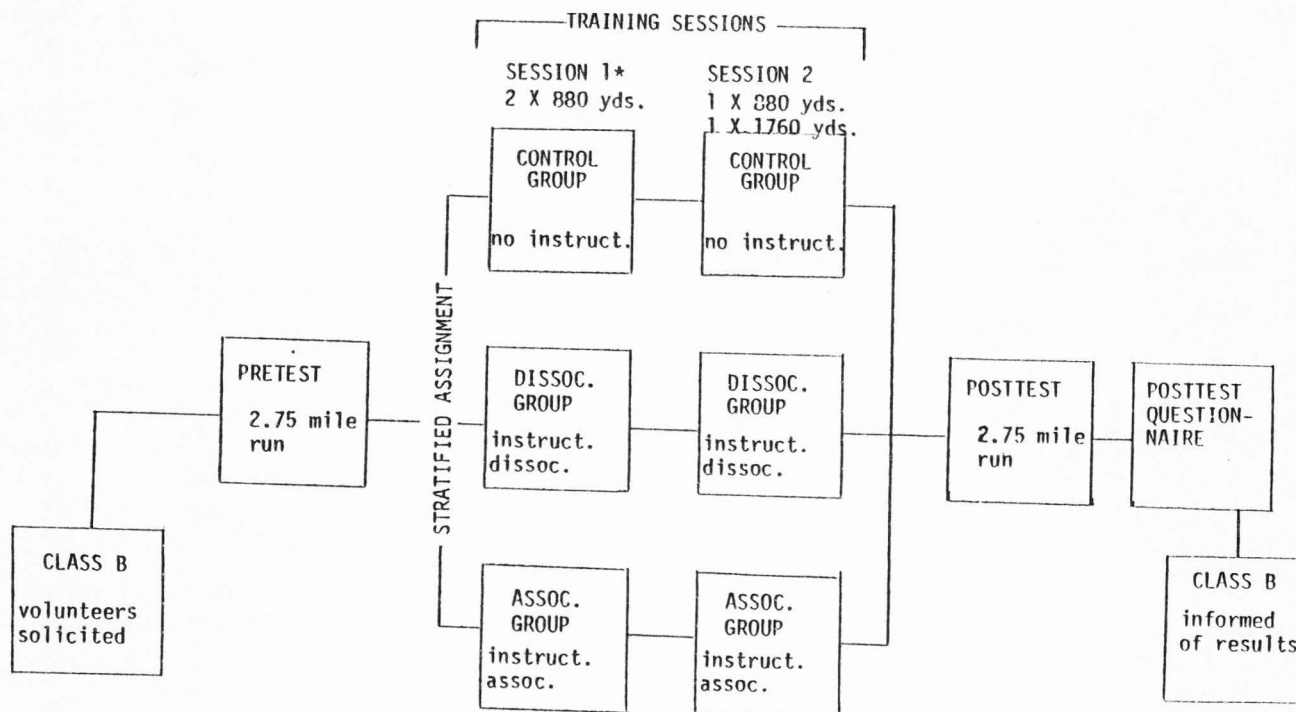 TRAINING SESSIONS
SESSION 1*
2 X 880 yds.
SESSION 2
1 X 880 yds.
1 X 1760 yds.
CONTROL
GROUP
no instruct.
CONTROL
GROUP
no instruct.
STRATIFIED ASSIGNMENT
CLASS B
volunteers
solicited
PRETEST
2.75 mile
run
DISSOC.
GROUP
instruct.
dissoc.
DISSOC.
GROUP
instruct.
dissoc.
ASSOC.
GROUP
instruct.
assoc.
ASSOC.
GROUP
instruct.
assoc.
POSTTEST
2.75 mile
run
POSTTEST
QUESTION-
NAIRE
CLASS B
informed
of results